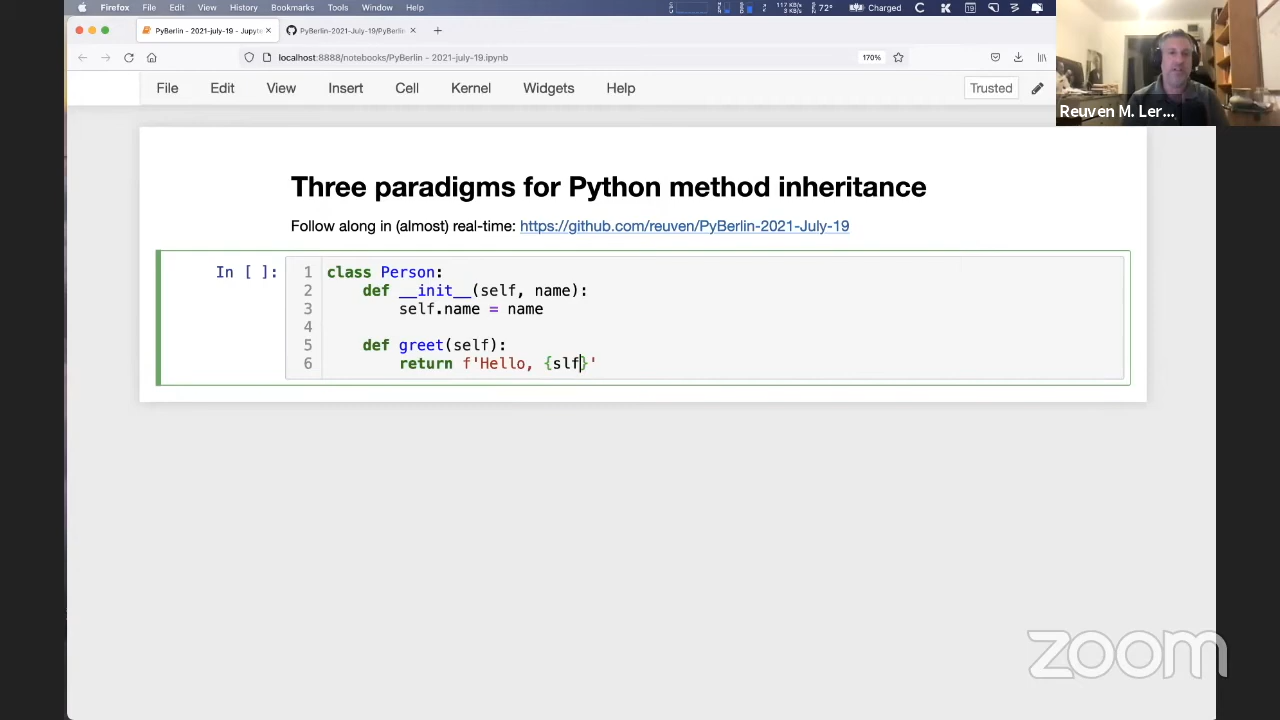 Firefox File Edit View History Bookmarks Tools Window Help 72° Charged
PyBerlin - 2021-july-19 - Jupyte
PyBerlin-2021-July-19/PyBerlin
localhost:8888/notebooks/PyBerlin - 2021-july-19.ipynb 170%
File Edit View Insert Cell Kernel Widgets Help Trusted
Reuven M. Ler...
Three paradigms for Python method inheritance
Follow along in (almost) real-time: https://github.com/reuven/PyBerlin-2021-July-19
In [ ]: 1 class Person:
2 def __init__(self, name):
3 self.name = name
4
5 def greet(self):
6 return f'Hello, {slf}'
zoom